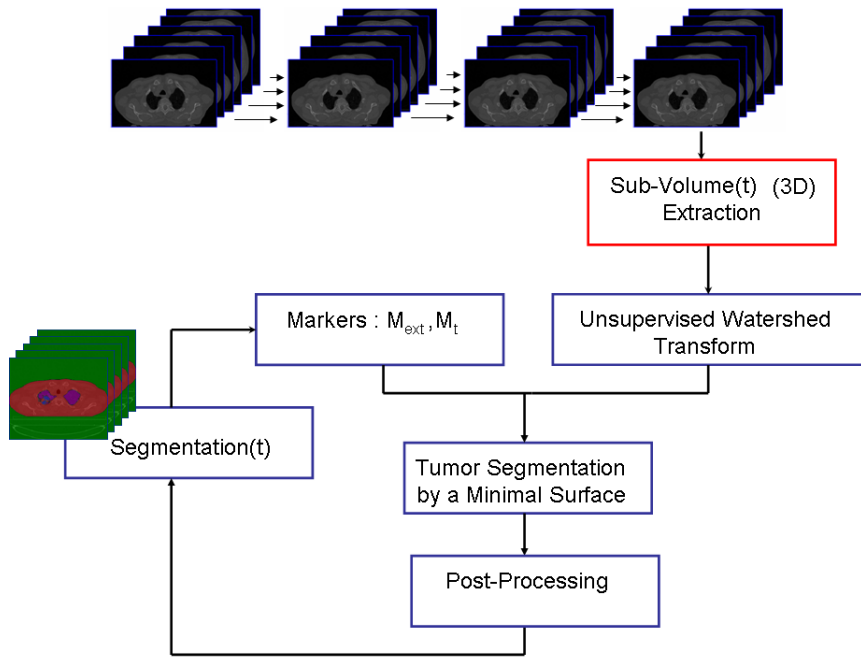 Sub-Volume(t) (3D)
Extraction
Markers : M_ext , M_t
Unsupervised Watershed
Transform
Segmentation(t)
Tumor Segmentation
by a Minimal Surface
Post-Processing